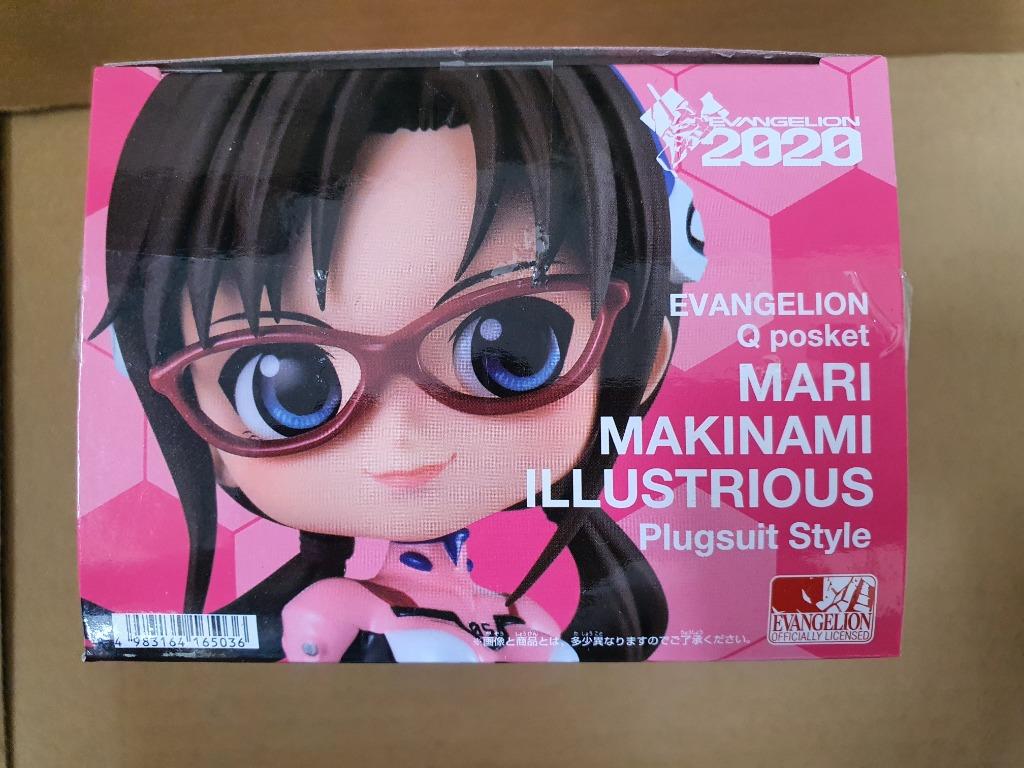 EVANGELION
2020
EVANGELION
Q posket
MARI
MAKINAMI
ILLUSTRIOUS
Plugsuit Style
EVANGELION
OFFICIALLY LICENSED
4 983164 165036
※画像と商品とは、多少異なりますのでご了承ください。